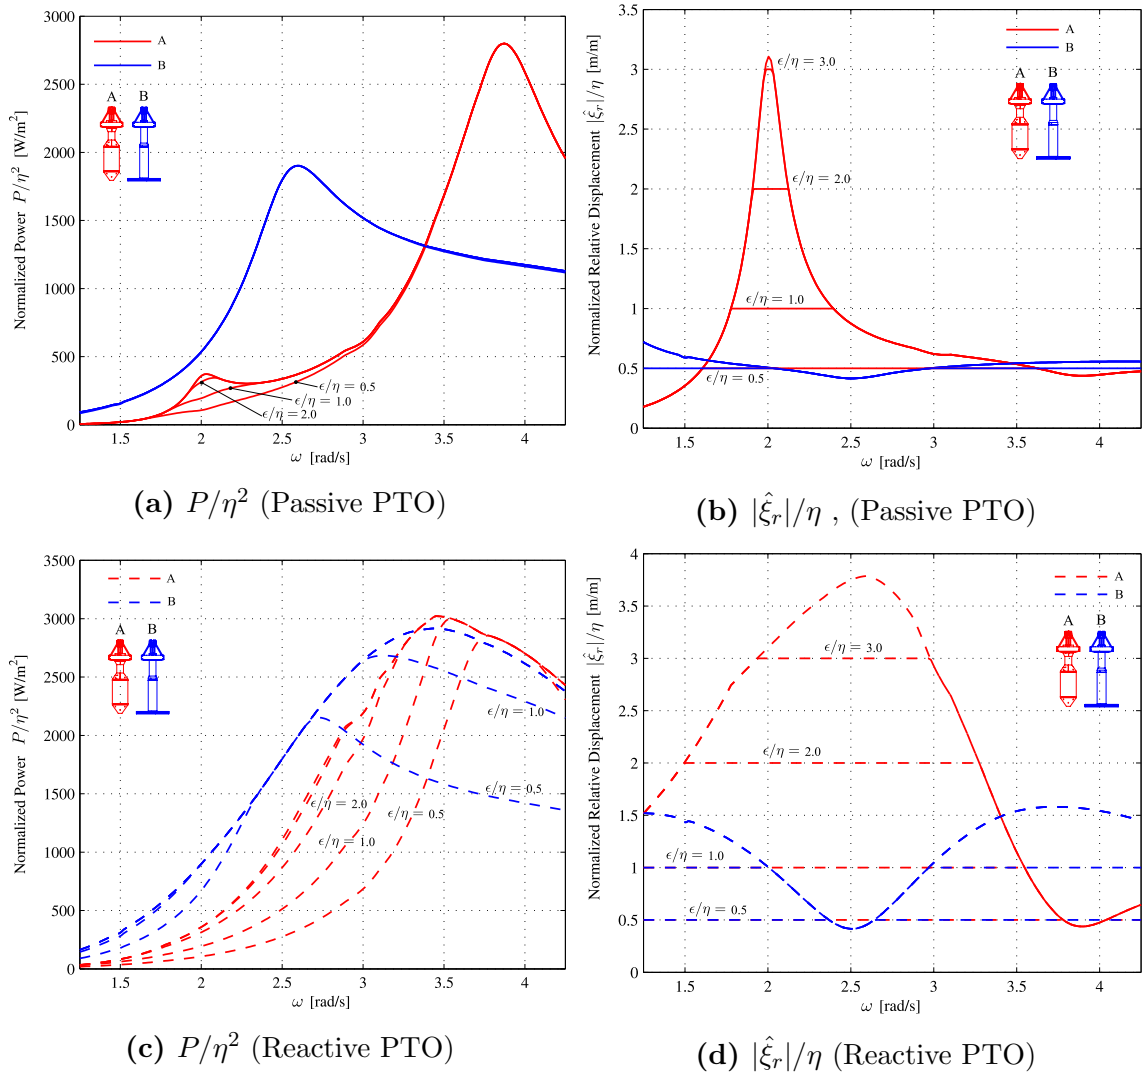 3000
2500
2000
1500
1000
500
0
1.5 2 2.5 3 3.5 4
ω [rad/s]
Normalized Power P/η² [W/m²]
A
B
A B
ϵ/η = 0.5
ϵ/η = 1.0
ϵ/η = 2.0
(a) P/η² (Passive PTO)
3.5
3
2.5
2
1.5
1
0.5
0
1.5 2 2.5 3 3.5 4
ω [rad/s]
Normalized Relative Displacement |ξ̂r|/η [m/m]
A
B
A B
ϵ/η = 3.0
ϵ/η = 2.0
ϵ/η = 1.0
ϵ/η = 0.5
(b) |ξ̂r|/η , (Passive PTO)
3500
3000
2500
2000
1500
1000
500
0
1.5 2 2.5 3 3.5 4
ω [rad/s]
Normalized Power P/η² [W/m²]
A
B
A B
ϵ/η = 1.0
ϵ/η = 0.5
ϵ/η = 2.0
ϵ/η = 0.5
ϵ/η = 1.0
(c) P/η² (Reactive PTO)
4
3.5
3
2.5
2
1.5
1
0.5
0
1.5 2 2.5 3 3.5 4
ω [rad/s]
Normalized Relative Displacement |ξ̂r|/η [m/m]
A
B
A B
ϵ/η = 3.0
ϵ/η = 2.0
ϵ/η = 1.0
ϵ/η = 0.5
(d) |ξ̂r|/η (Reactive PTO)